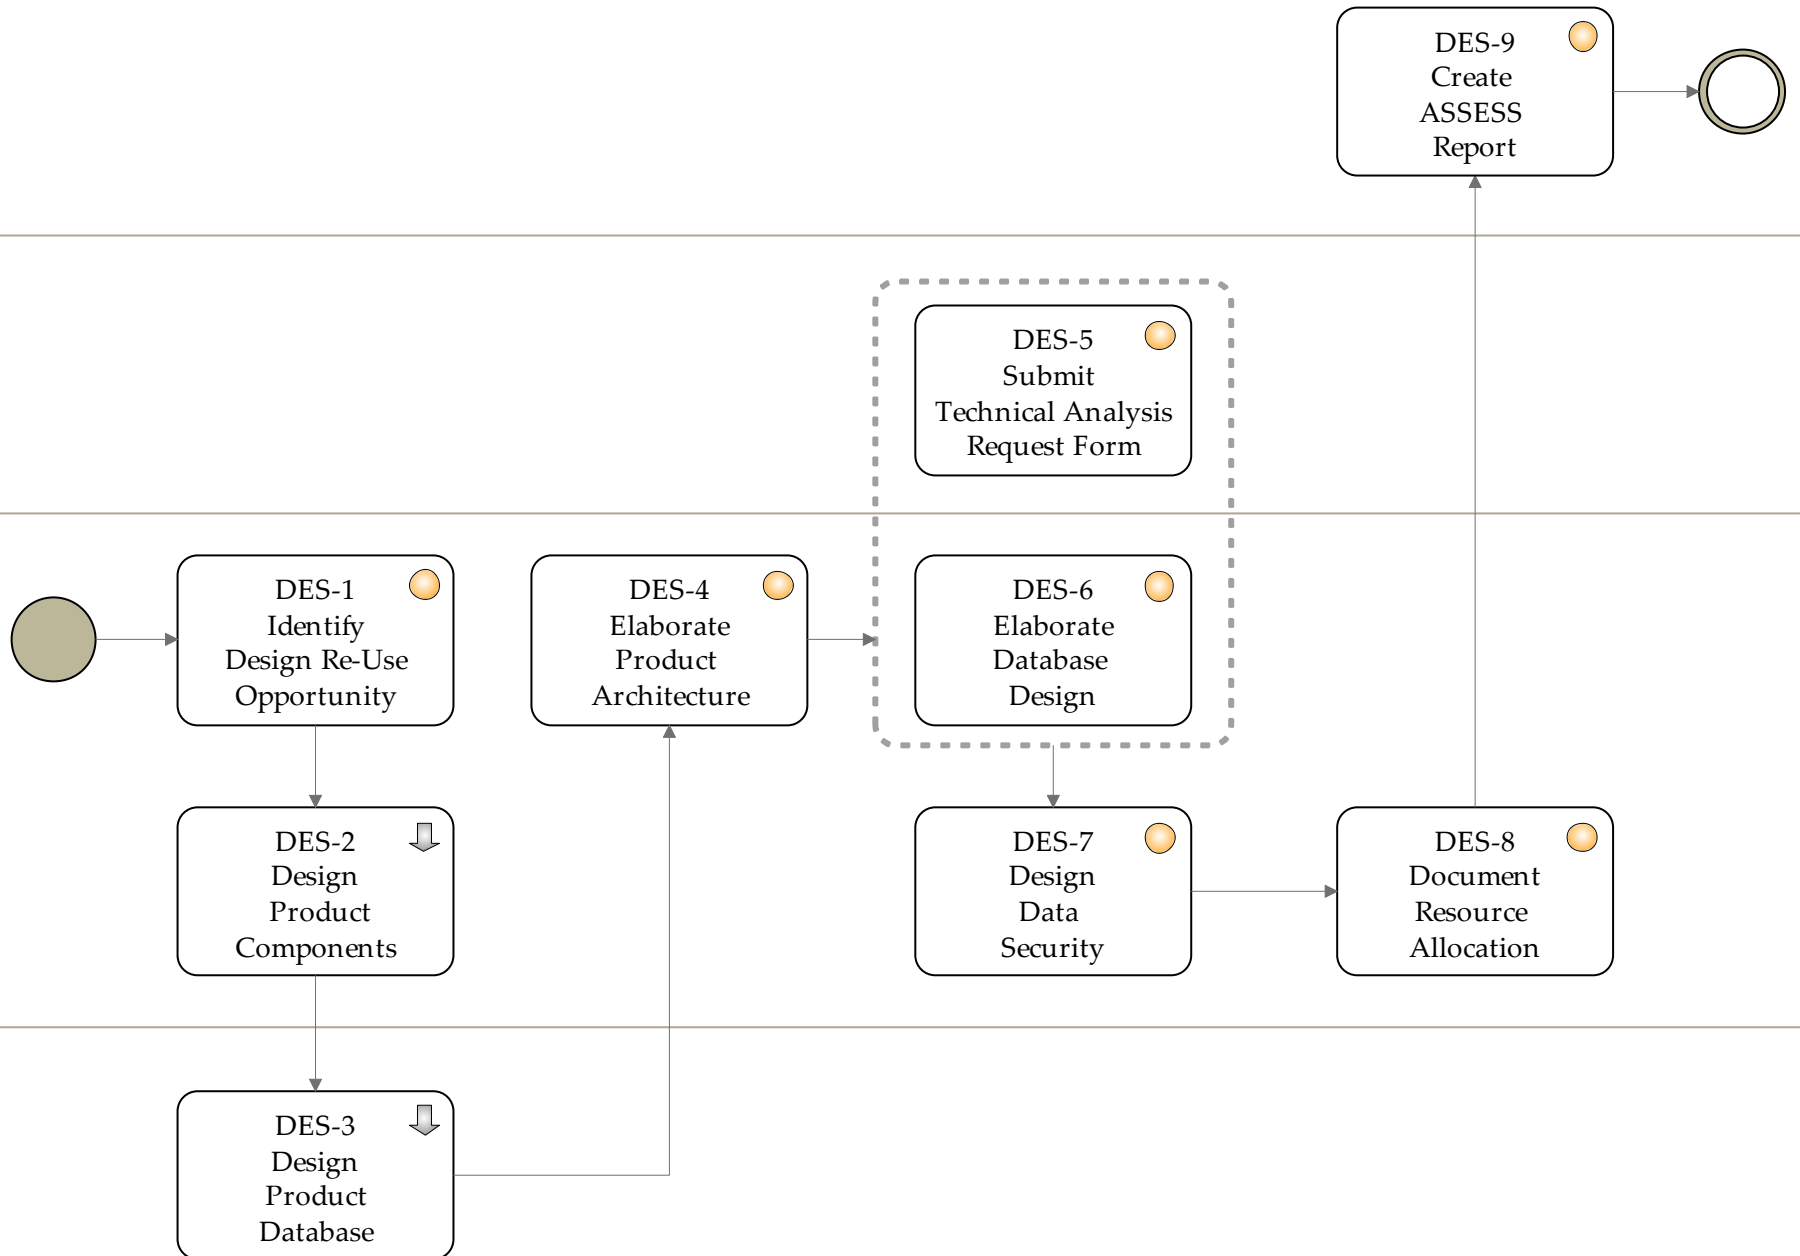 DES-9
Create
ASSESS
Report
DES-5
Submit
Technical Analysis
Request Form
DES-1
Identify
Design Re-Use
Opportunity
DES-4
Elaborate
Product
Architecture
DES-6
Elaborate
Database
Design
DES-2
Design
Product
Components
DES-7
Design
Data
Security
DES-8
Document
Resource
Allocation
DES-3
Design
Product
Database